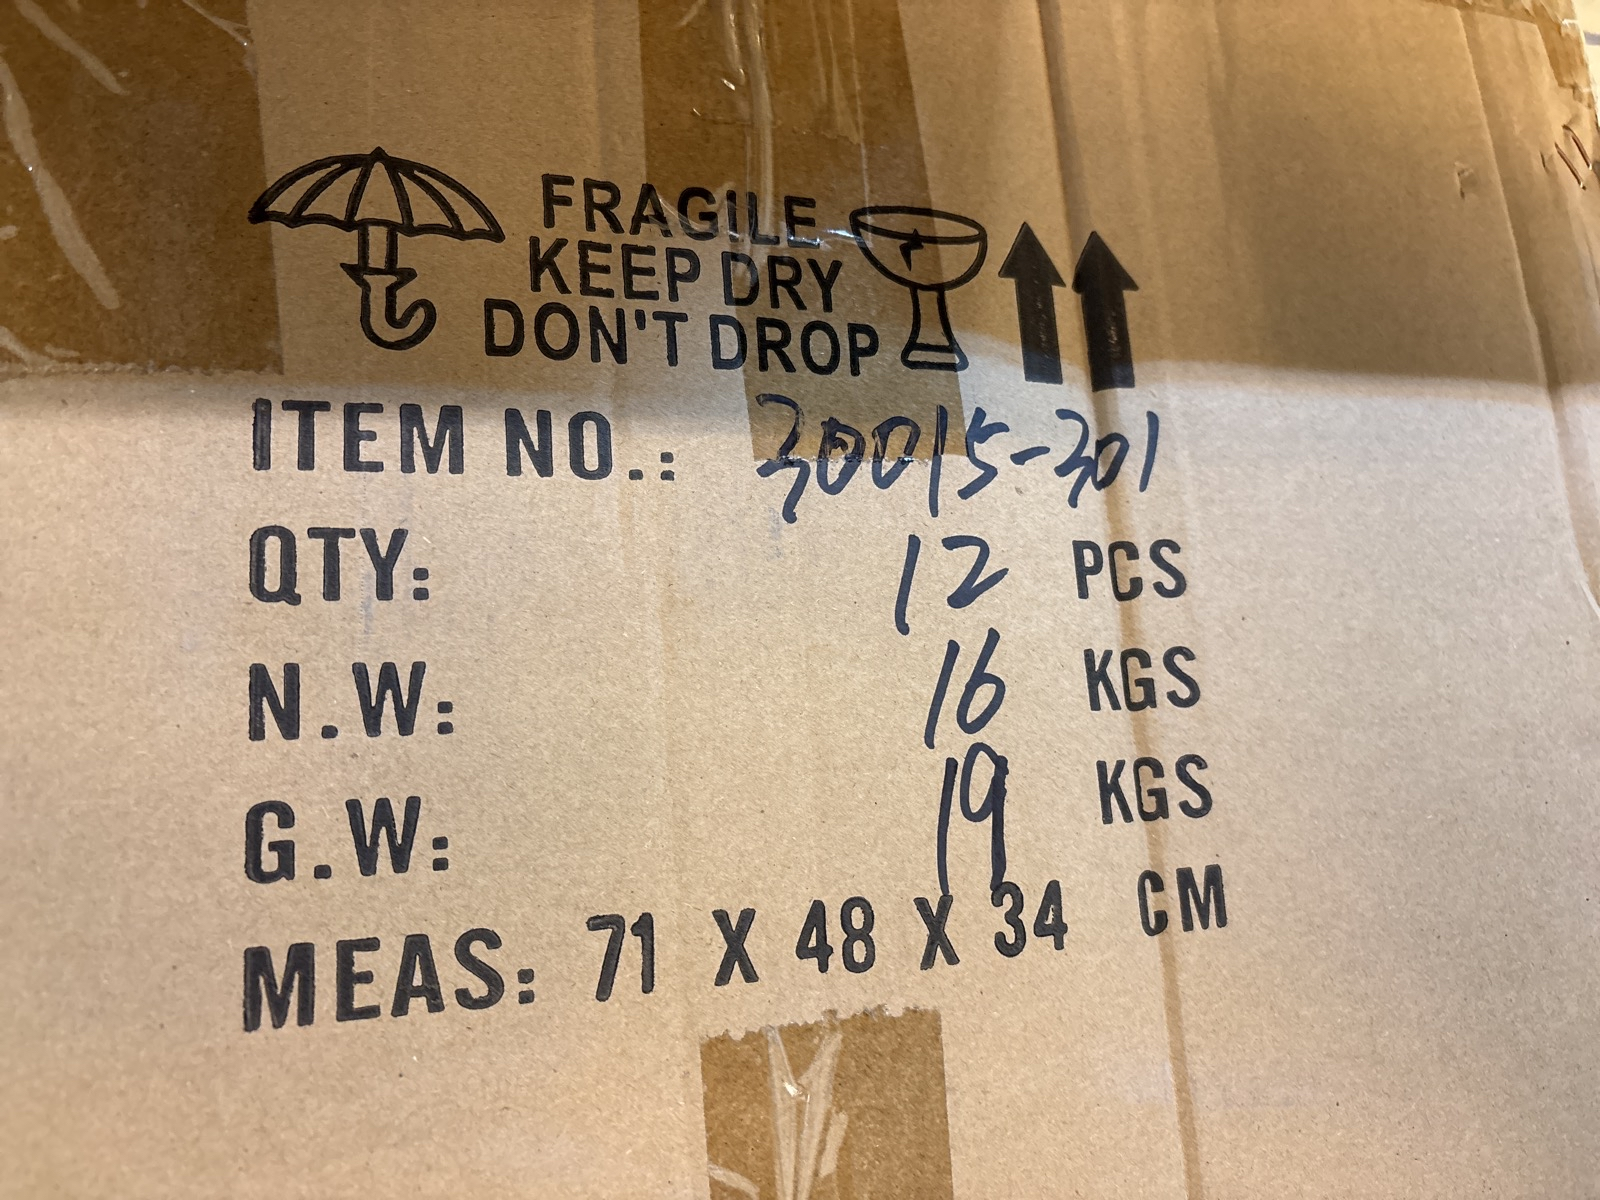 FRAGILE
KEEP DRY
DON'T DROP
ITEM NO.: 30015-301
QTY: 12 PCS
N.W: 16 KGS
G.W: 19 KGS
MEAS: 71 X 48 X 34 CM